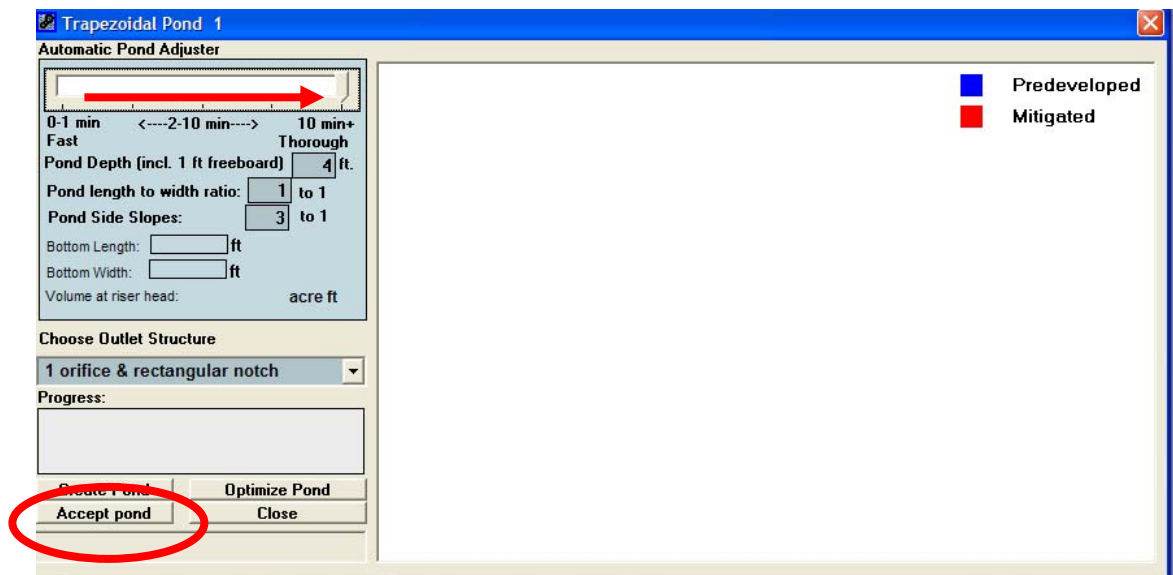 Trapezoidal Pond 1
Automatic Pond Adjuster
0-1 min <----2-10 min----> 10 min+
Fast Thorough
Pond Depth (incl. 1 ft freeboard) 4 ft.
Pond length to width ratio: 1 to 1
Pond Side Slopes: 3 to 1
Bottom Length: ft
Bottom Width: ft
Volume at riser head: acre ft
Choose Outlet Structure
1 orifice & rectangular notch
Progress:
Create Pond Optimize Pond
Accept pond Close
Predeveloped
Mitigated